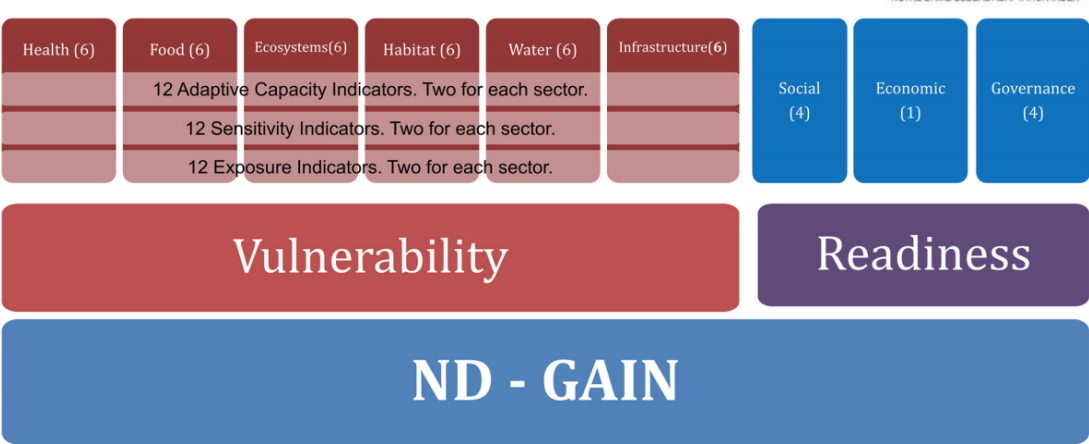 Health (6)
Food (6)
Ecosystems(6)
Habitat (6)
Water (6)
Infrastructure(6)
12 Adaptive Capacity Indicators. Two for each sector.
12 Sensitivity Indicators. Two for each sector.
12 Exposure Indicators. Two for each sector.
Social
(4)
Economic
(1)
Governance
(4)
Vulnerability
Readiness
ND - GAIN